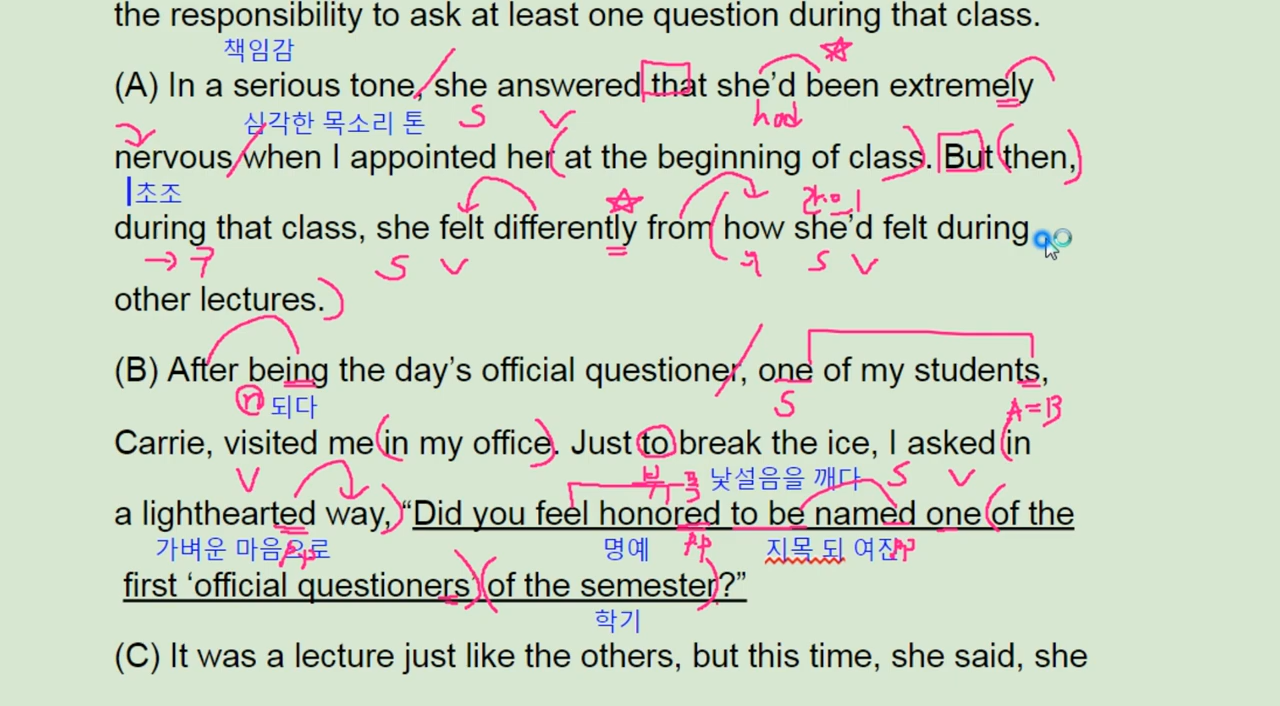 the responsibility to ask at least one question during that class.
책임감
(A) In a serious tone, she answered that she'd been extremely
심각한 목소리 톤 S V had
nervous when I appointed her at the beginning of class. But then,
초조
during that class, she felt differently from how she'd felt during
→ S V S V
other lectures.
(B) After being the day's official questioner, one of my students,
n 되다 S A=B
Carrie, visited me in my office. Just to break the ice, I asked in
V 낯설음을 깨다 S V
a lighthearted way, “Did you feel honored to be named one of the
가벼운 마음으로 pp 명예 pp 지목 되 여진 pp
first ‘official questioners’ of the semester?”
학기
(C) It was a lecture just like the others, but this time, she said, she